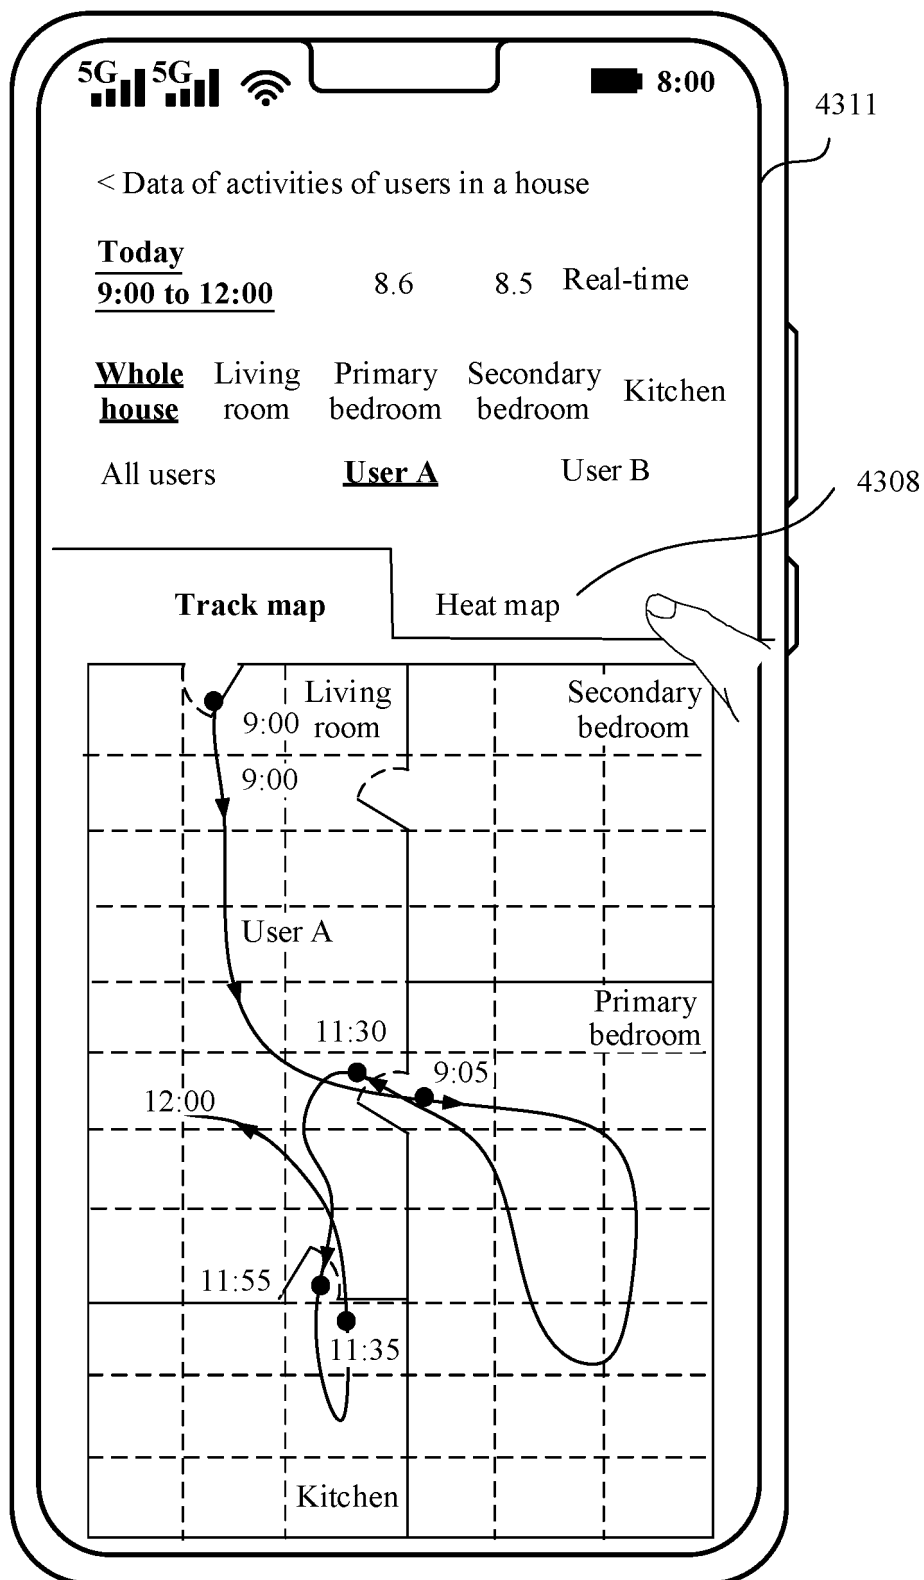 5G 5G 8:00
4311
< Data of activities of users in a house
Today
9:00 to 12:00
8.6
8.5
Real-time
Whole
house
Living
room
Primary
bedroom
Secondary
bedroom
Kitchen
All users
User A
User B
4308
Track map
Heat map
Living
room
Secondary
bedroom
9:00
9:00
User A
Primary
bedroom
11:30
9:05
12:00
11:55
11:35
Kitchen